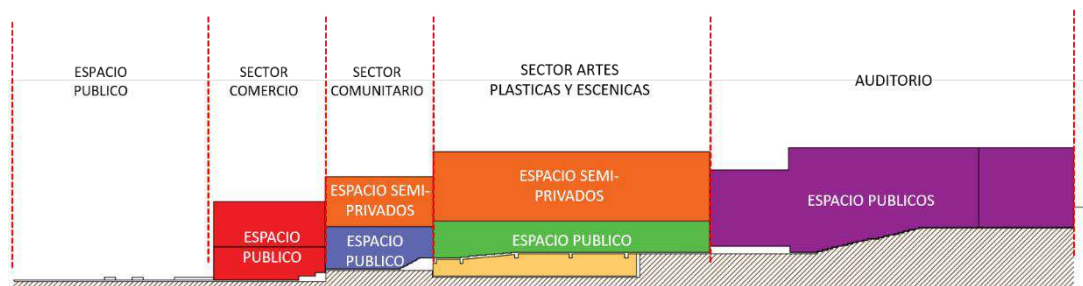 ESPACIO
PUBLICO
SECTOR
COMERCIO
SECTOR
COMUNITARIO
SECTOR ARTES
PLASTICAS Y ESCENICAS
AUDITORIO
ESPACIO
PUBLICO
ESPACIO SEMI-
PRIVADOS
ESPACIO
PUBLICO
ESPACIO SEMI-
PRIVADOS
ESPACIO PUBLICO
ESPACIO PUBLICOS